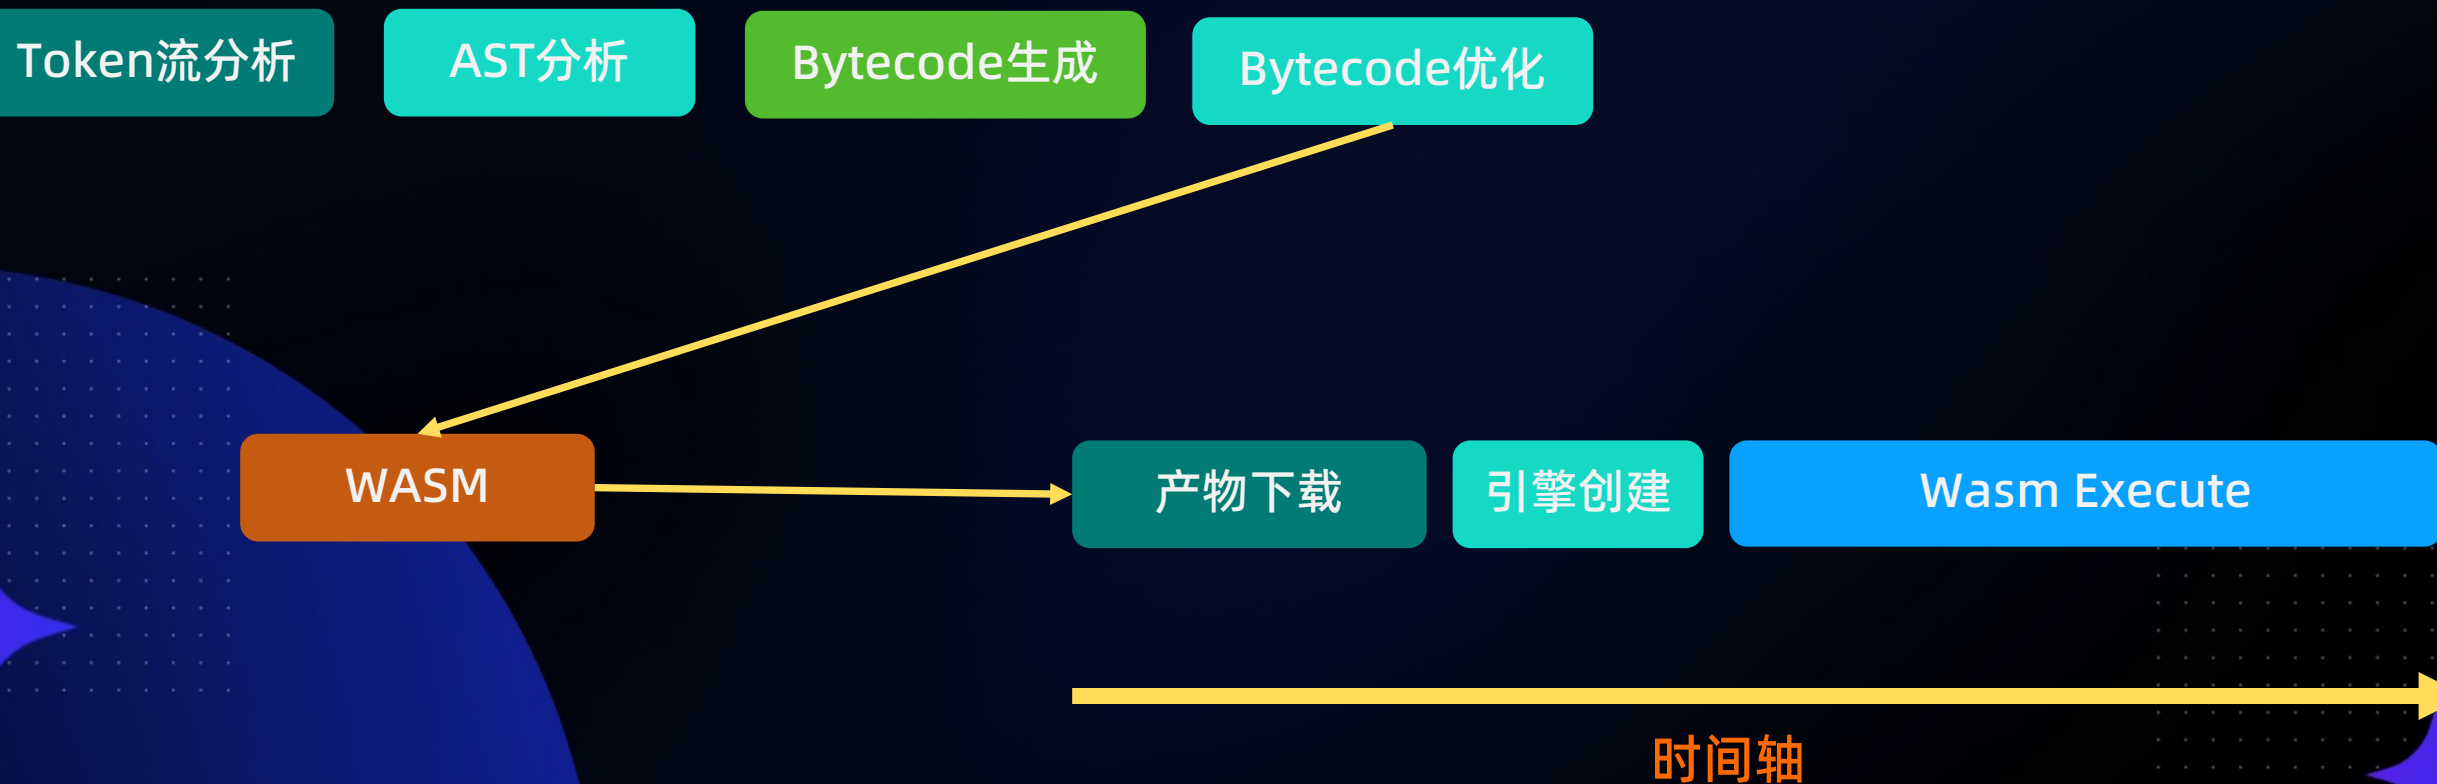 Token流分析
AST分析
Bytecode生成
Bytecode优化
WASM
产物下载
引擎创建
Wasm Execute
时间轴